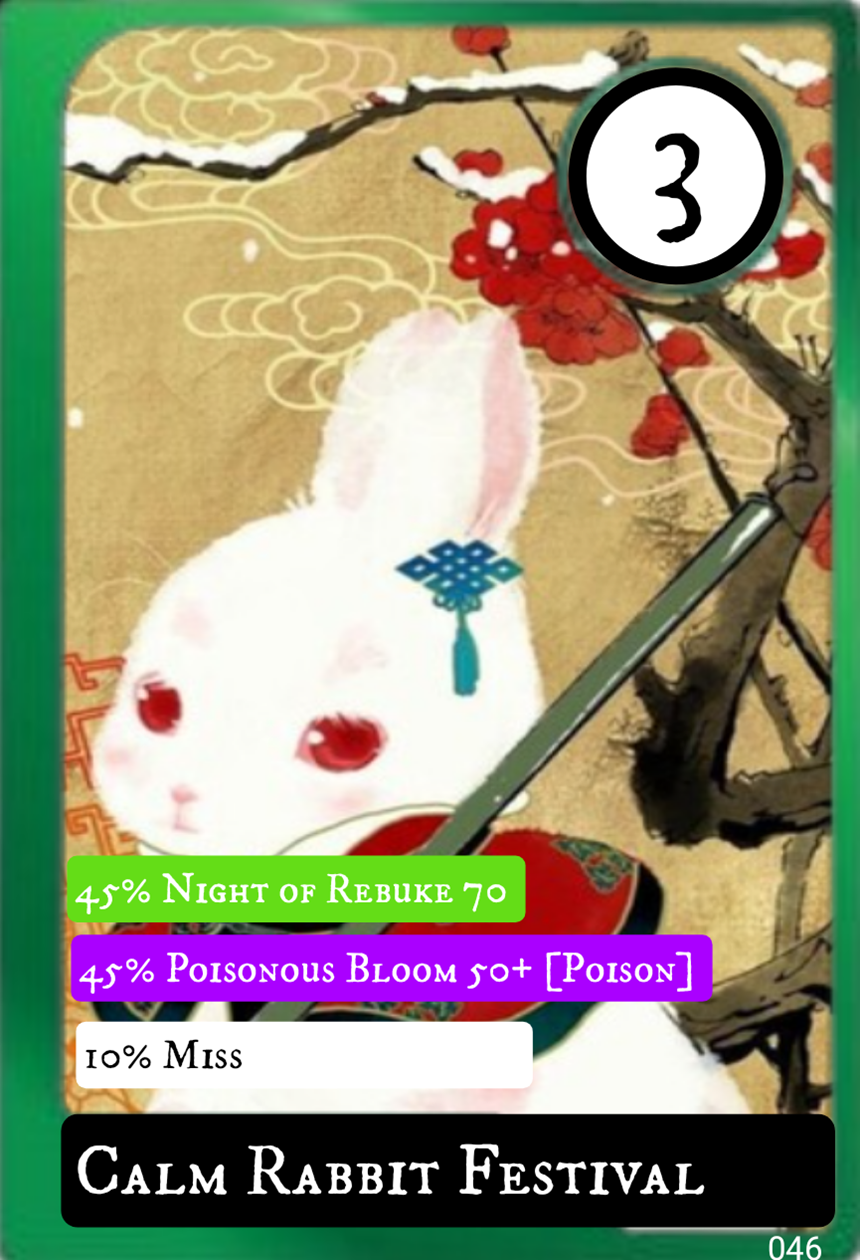 3
45% Night of Rebuke 70
45% Poisonous Bloom 50+ [Poison]
10% Miss
Calm Rabbit Festival
046